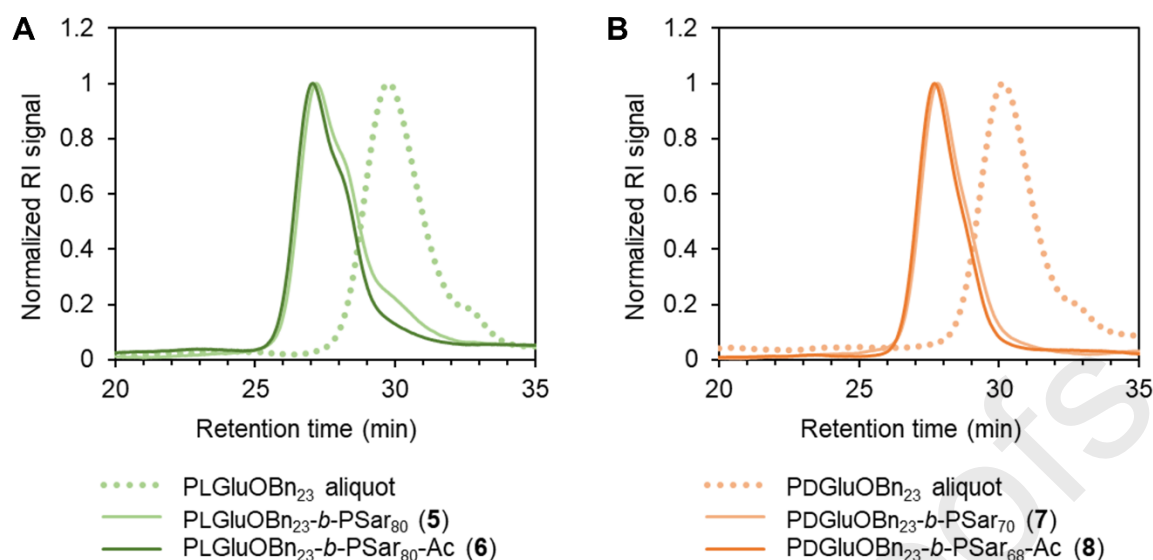 A
B
1.2
1
0.8
0.6
0.4
0.2
0
Normalized RI signal
20 25 30 35
Retention time (min)
1.2
1
0.8
0.6
0.4
0.2
0
Normalized RI signal
20 25 30 35
Retention time (min)
PLGluOBn₂₃ aliquot
PLGluOBn₂₃-b-PSar₈₀ (5)
PLGluOBn₂₃-b-PSar₈₀-Ac (6)
PDGluOBn₂₃ aliquot
PDGluOBn₂₃-b-PSar₇₀ (7)
PDGluOBn₂₃-b-PSar₆₈-Ac (8)